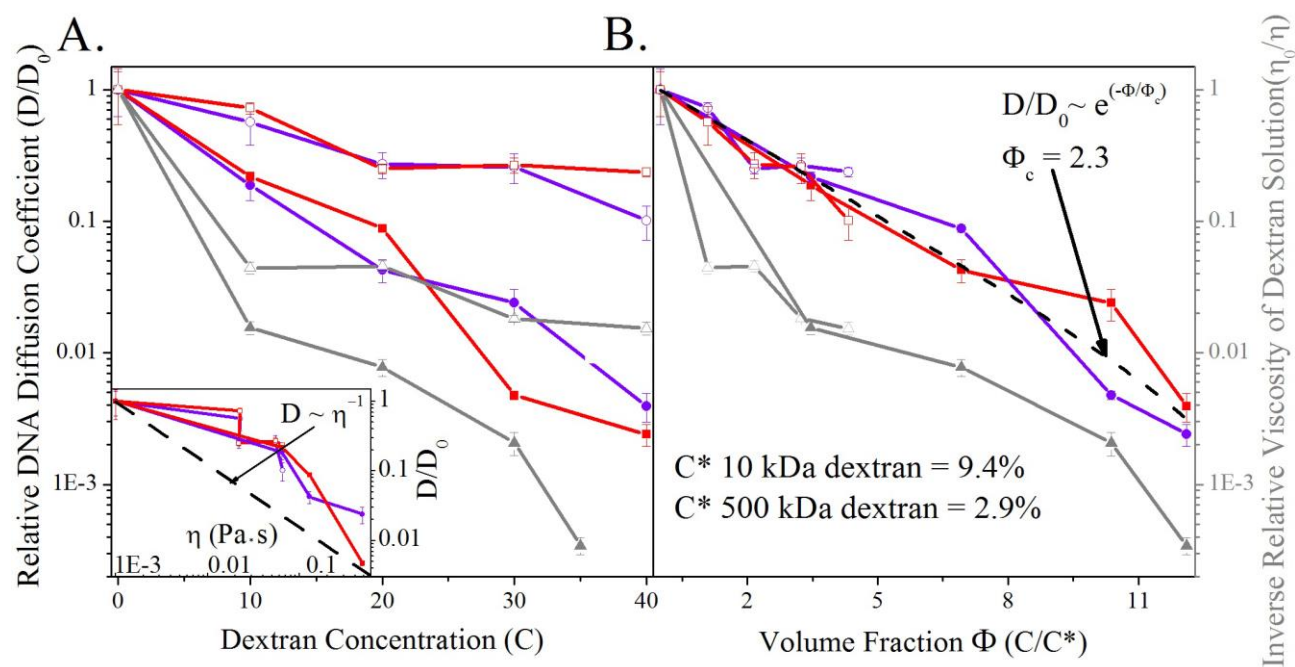 A.
B.
Relative DNA Diffusion Coefficient (D/D₀)
1
0.1
0.01
1E-3
D ~ η⁻¹
1
0.1
0.01
D/D₀
η (Pa.s)
1E-3
0.01
0.1
0
10
20
30
40
Dextran Concentration (C)
D/D₀~ e^(-Φ/Φ_c)
Φ_c = 2.3
C* 10 kDa dextran = 9.4%
C* 500 kDa dextran = 2.9%
2
5
8
11
Volume Fraction Φ (C/C*)
1
0.1
0.01
1E-3
Inverse Relative Viscosity of Dextran Solution(η₀/η)